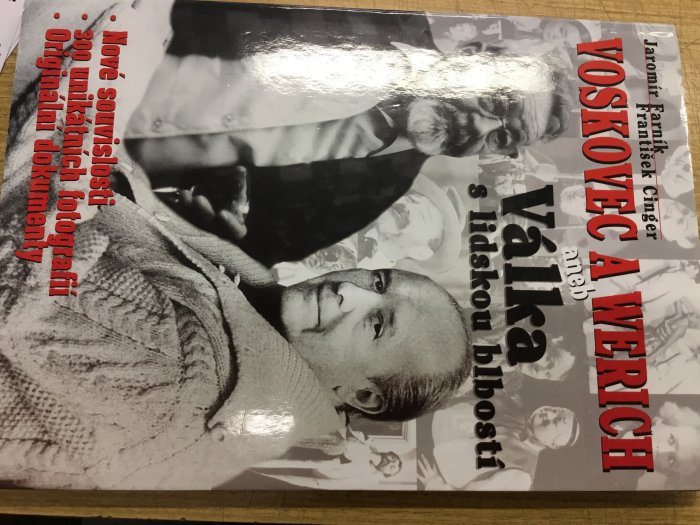 Jaromír Farník
František Cinger
VOSKOVEC A WERICH
aneb
Válka
s lidskou blbostí
• Nové souvislosti
• 300 unikátních fotografií
• Originální dokumenty